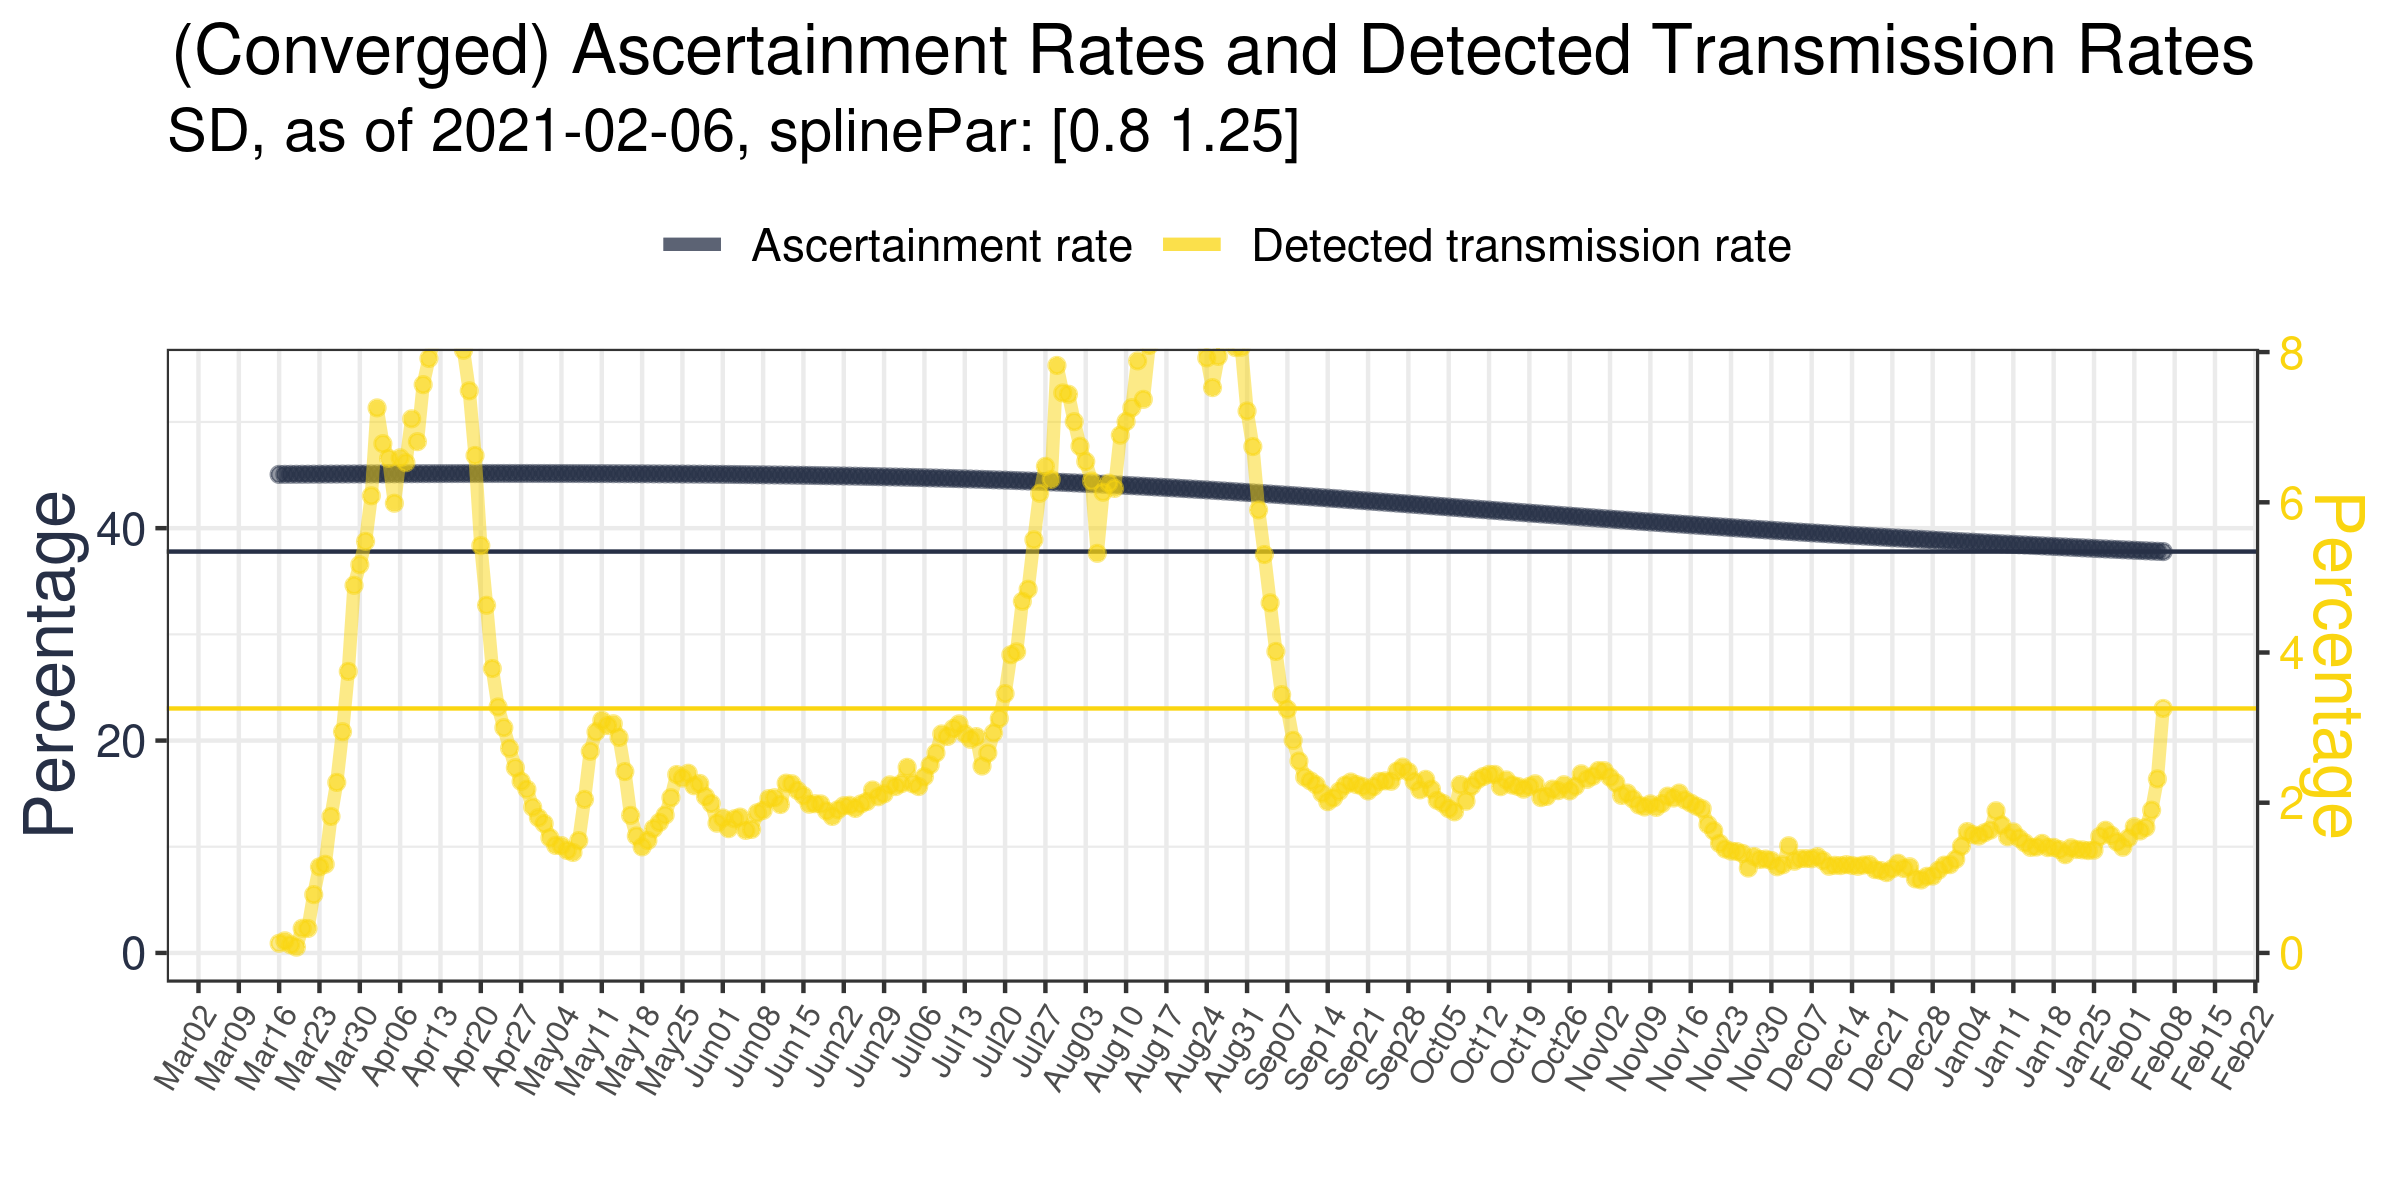 (Converged) Ascertainment Rates and Detected Transmission Rates
SD, as of 2021-02-06, splinePar: [0.8 1.25]
Ascertainment rate
Detected transmission rate
Percentage
40
20
0
8
6
4
2
0
Percentage
Mar02
Mar09
Mar16
Mar23
Mar30
Apr06
Apr13
Apr20
Apr27
May04
May11
May18
May25
Jun01
Jun08
Jun15
Jun22
Jun29
Jul06
Jul13
Jul20
Jul27
Aug03
Aug10
Aug17
Aug24
Aug31
Sep07
Sep14
Sep21
Sep28
Oct05
Oct12
Oct19
Oct26
Nov02
Nov09
Nov16
Nov23
Nov30
Dec07
Dec14
Dec21
Dec28
Jan04
Jan11
Jan18
Jan25
Feb01
Feb08
Feb15
Feb22